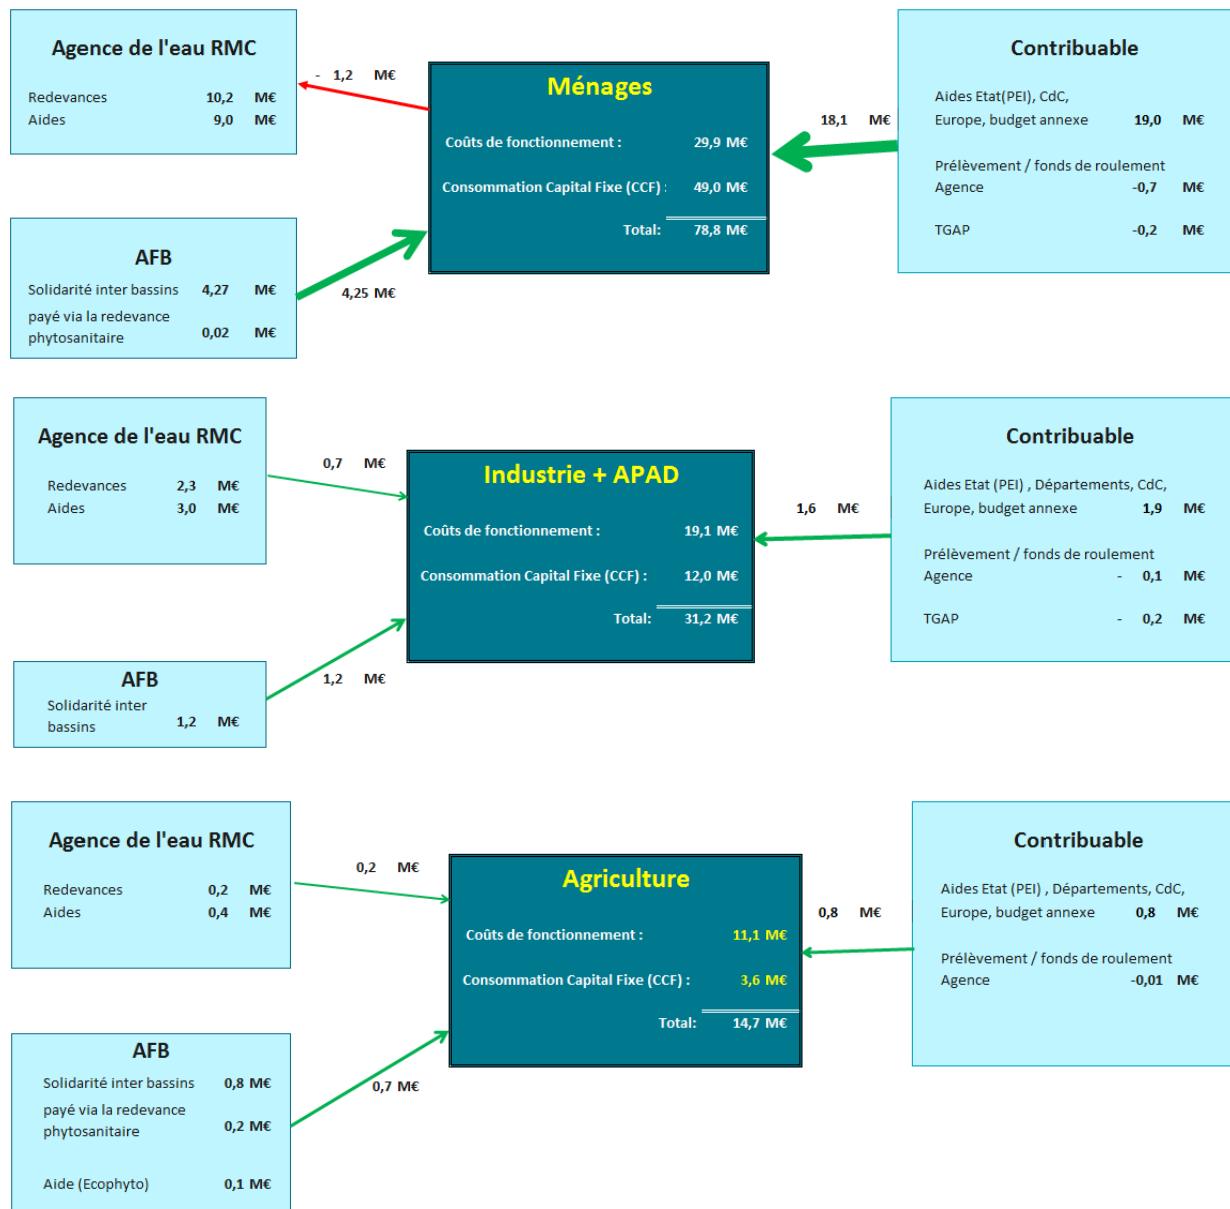 Agence de l'eau RMC
Redevances 10,2 M€
Aides 9,0 M€
- 1,2 M€
AFB
Solidarité inter bassins 4,27 M€
payé via la redevance
phytosanitaire 0,02 M€
4,25 M€
Ménages
Coûts de fonctionnement : 29,9 M€
Consommation Capital Fixe (CCF) : 49,0 M€
Total: 78,8 M€
18,1 M€
Contribuable
Aides Etat(PEI), CdC,
Europe, budget annexe 19,0 M€
Prélèvement / fonds de roulement
Agence -0,7 M€
TGAP -0,2 M€
Agence de l'eau RMC
Redevances 2,3 M€
Aides 3,0 M€
0,7 M€
AFB
Solidarité inter
bassins 1,2 M€
1,2 M€
Industrie + APAD
Coûts de fonctionnement : 19,1 M€
Consommation Capital Fixe (CCF) : 12,0 M€
Total: 31,2 M€
1,6 M€
Contribuable
Aides Etat (PEI) , Départements, CdC,
Europe, budget annexe 1,9 M€
Prélèvement / fonds de roulement
Agence - 0,1 M€
TGAP - 0,2 M€
Agence de l'eau RMC
Redevances 0,2 M€
Aides 0,4 M€
0,2 M€
AFB
Solidarité inter bassins 0,8 M€
payé via la redevance
phytosanitaire 0,2 M€
Aide (Ecophyto) 0,1 M€
0,7 M€
Agriculture
Coûts de fonctionnement : 11,1 M€
Consommation Capital Fixe (CCF) : 3,6 M€
Total: 14,7 M€
0,8 M€
Contribuable
Aides Etat (PEI) , Départements, CdC,
Europe, budget annexe 0,8 M€
Prélèvement / fonds de roulement
Agence -0,01 M€